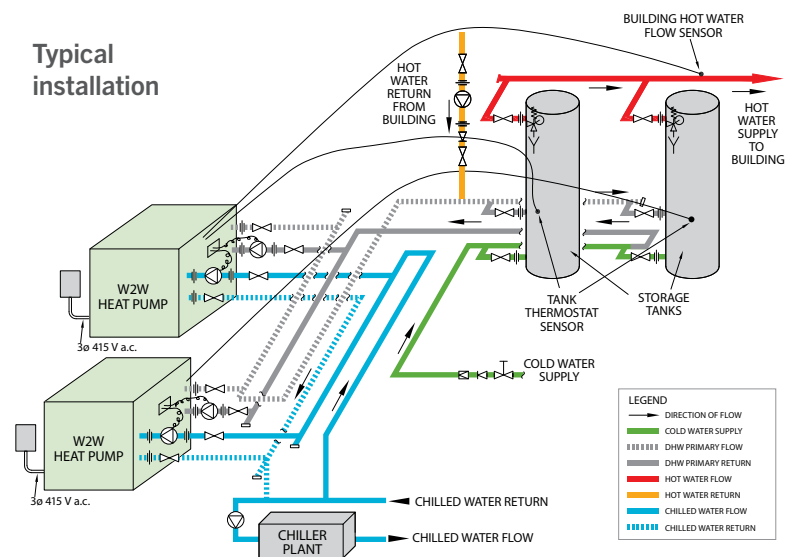 Typical
installation
BUILDING HOT WATER
FLOW SENSOR
HOT
WATER
RETURN
FROM
BUILDING
HOT
WATER
SUPPLY
TO
BUILDING
W2W
HEAT PUMP
3ø 415 V a.c.
TANK
THERMOSTAT
SENSOR
STORAGE
TANKS
COLD WATER
SUPPLY
W2W
HEAT PUMP
3ø 415 V a.c.
CHILLED WATER RETURN
CHILLER
PLANT
CHILLED WATER FLOW
LEGEND
DIRECTION OF FLOW
COLD WATER SUPPLY
DHW PRIMARY FLOW
DHW PRIMARY RETURN
HOT WATER FLOW
HOT WATER RETURN
CHILLED WATER FLOW
CHILLED WATER RETURN